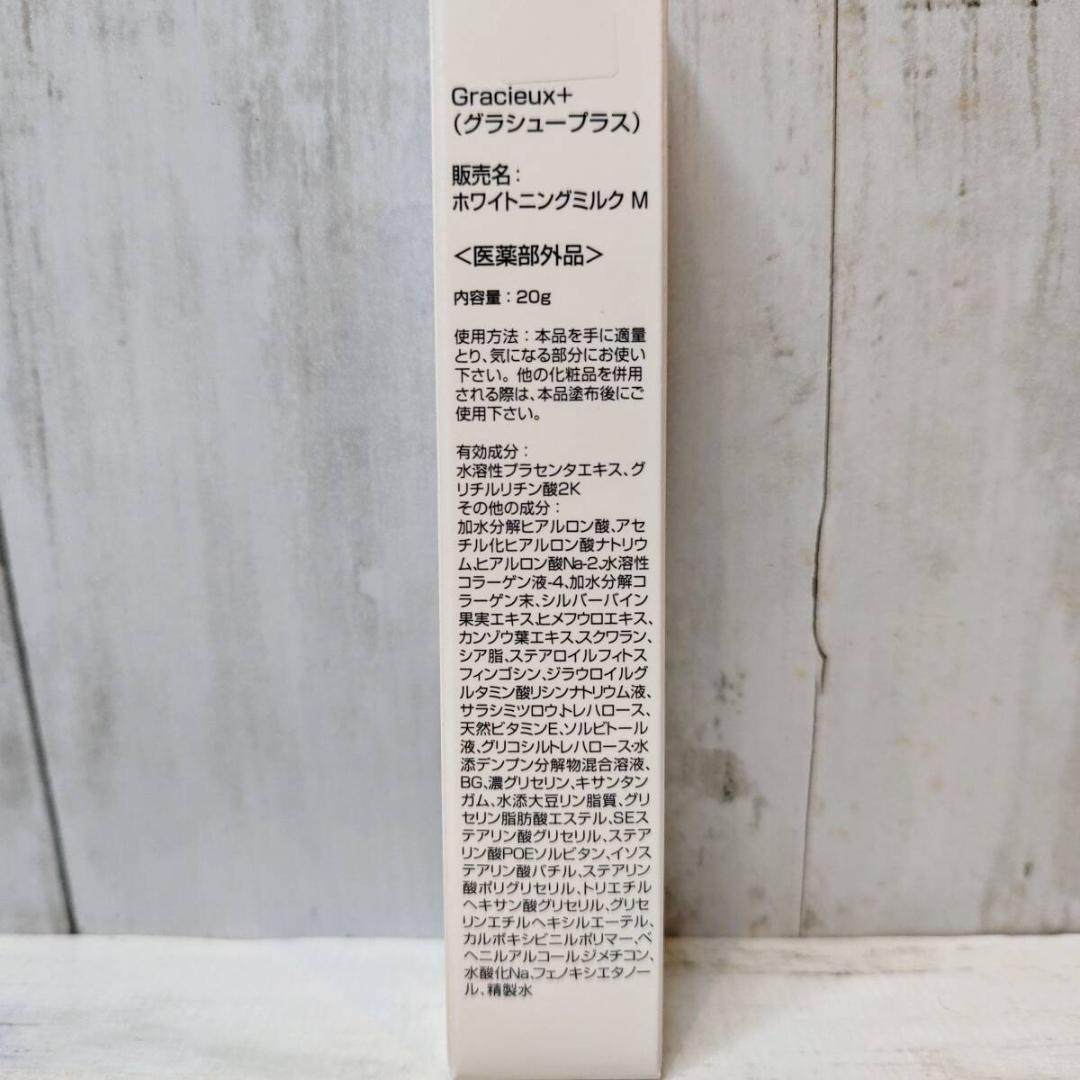 Gracieux+
(グラシュープラス)
販売名：
ホワイトニングミルク M
＜医薬部外品＞
内容量：20g
使用方法：本品を手に適量
とり、気になる部分にお使い
下さい。他の化粧品を併用
される際は、本品塗布後にご
使用下さい。
有効成分：
水溶性プラセンタエキス、グ
リチルリチン酸2K
その他の成分：
加水分解ヒアルロン酸、アセ
チル化ヒアルロン酸ナトリウ
ム、ヒアルロン酸Na-2、水溶性
コラーゲン液-4、加水分解コ
ラーゲン末、シルバーバイン
果実エキス、ヒメフウロエキス、
カンゾウ葉エキス、スクワラン、
シア脂、ステアロイルフィトス
フィンゴシン、ジラウロイルグ
ルタミン酸リシンナトリウム液、
サラシミツロウ、トレハロース、
天然ビタミンE、ソルビトール
液、グリコシルトレハロース・水
添デンプン分解物混合溶液、
BG、濃グリセリン、キサンタン
ガム、水添大豆リン脂質、グリ
セリン脂肪酸エステル、SEス
テアリン酸グリセリル、ステア
リン酸POEソルビタン、イソス
テアリン酸バチル、ステアリン
酸ポリグリセリル、トリエチル
ヘキサン酸グリセリル、グリセ
リンエチルヘキシルエーテル、
カルボキシビニルポリマー、ベ
ヘニルアルコール、ジメチコン、
水酸化Na、フェノキシエタノー
ル、精製水